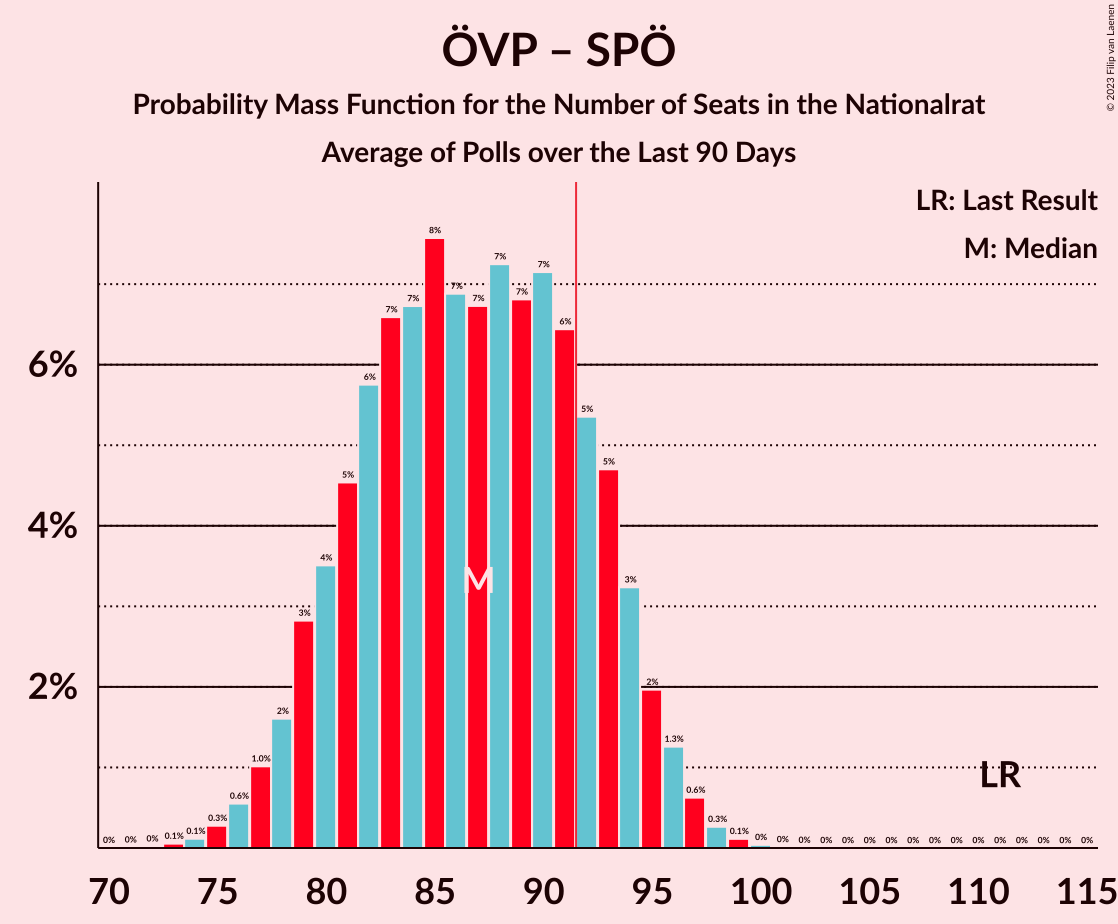 ÖVP – SPÖ
Probability Mass Function for the Number of Seats in the Nationalrat
Average of Polls over the Last 90 Days
© 2023 Filip van Laenen
LR: Last Result
M: Median
6%
4%
2%
0% 0% 0% 0.1% 0.1% 0.3% 0.6% 1.0% 2% 3% 4% 5% 6% 7% 7% 8% 7% 7% 7% 7% 7% 6% 5% 5% 3% 2% 1.3% 0.6% 0.3% 0.1% 0% 0% 0% 0% 0% 0% 0% 0% 0% 0% 0% 0% 0% 0% 0% 0%
M
LR
70 75 80 85 90 95 100 105 110 115